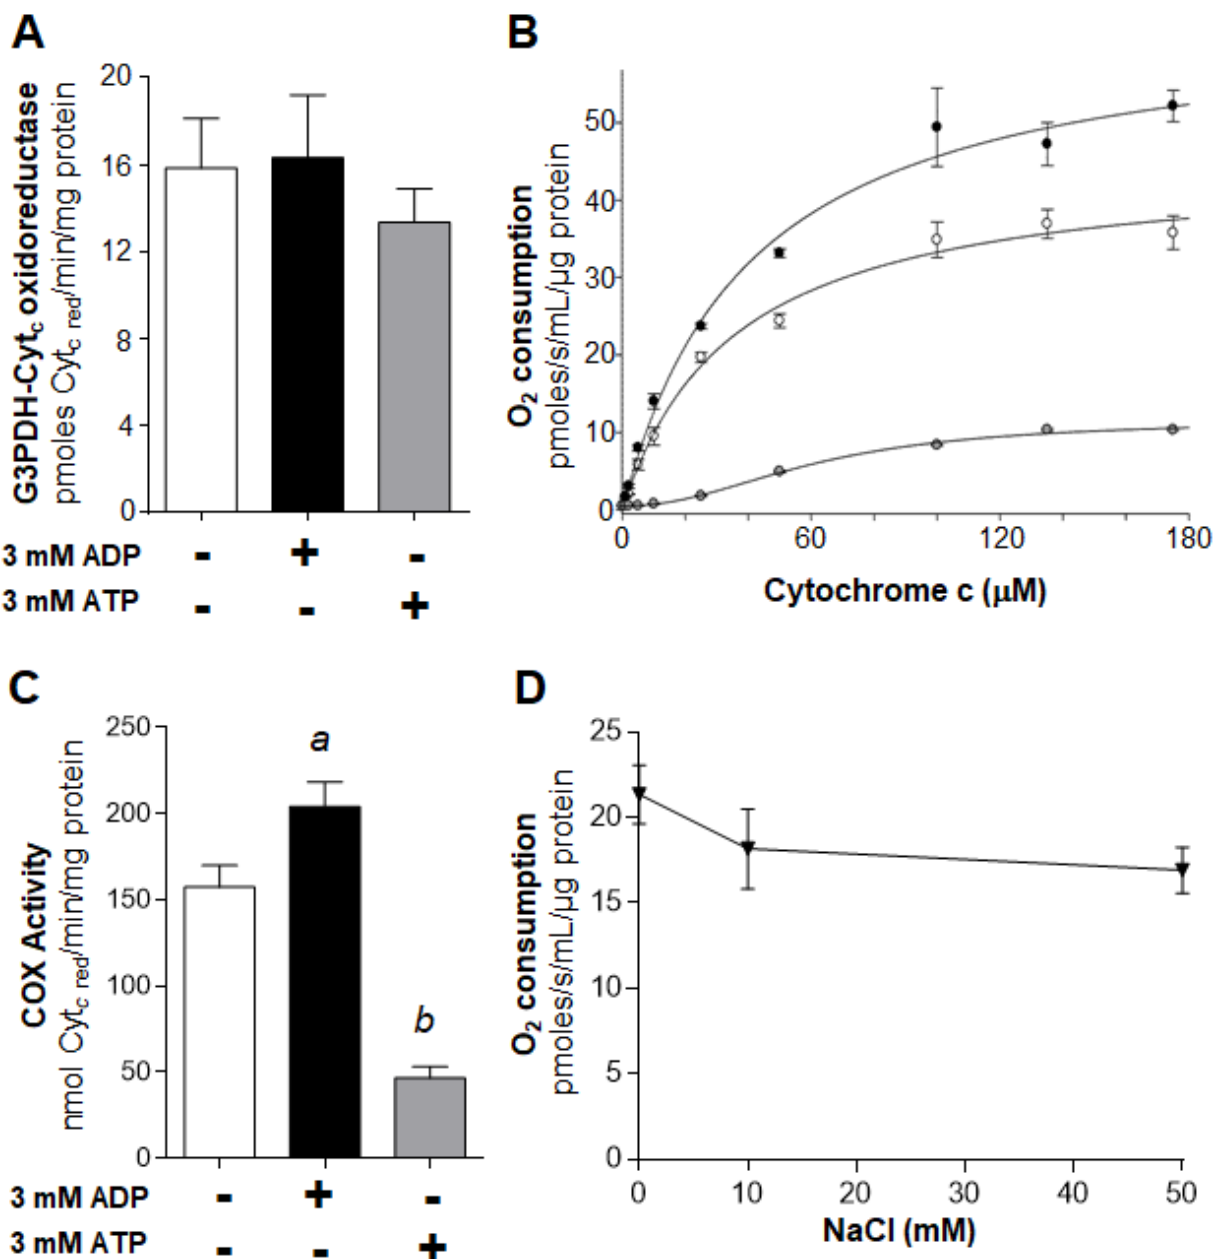 A
G3PDH-Cytc oxidoreductase
pmoles Cytc red/min/mg protein
20
16
12
8
4
0
3 mM ADP - + -
3 mM ATP - - +
B
O2 consumption
pmoles/s/mL/µg protein
50
40
30
20
10
0
0 60 120 180
Cytochrome c (µM)
C
COX Activity
nmol Cytc red/min/mg protein
250
200
150
100
50
0
a
b
3 mM ADP - + -
3 mM ATP - - +
D
O2 consumption
pmoles/s/mL/µg protein
25
20
15
10
5
0
0 10 20 30 40 50
NaCl (mM)